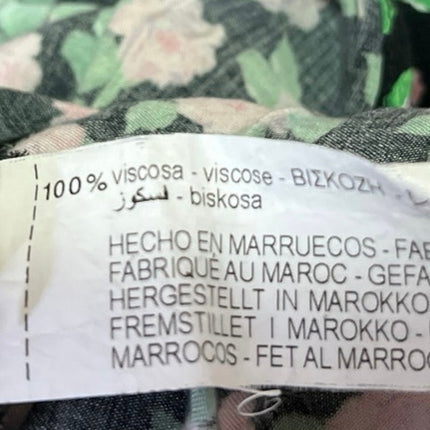 100% viscosa - viscose - ΒΙΣΚΟΖΗ -
فسكوز - biskosa
HECHO EN MARRUECOS - FAB
FABRIQUÉ AU MAROC - GEFA
HERGESTELLT IN MAROKKO
FREMSTILLET I MAROKKO -
MARROCOS - FET AL MARROC